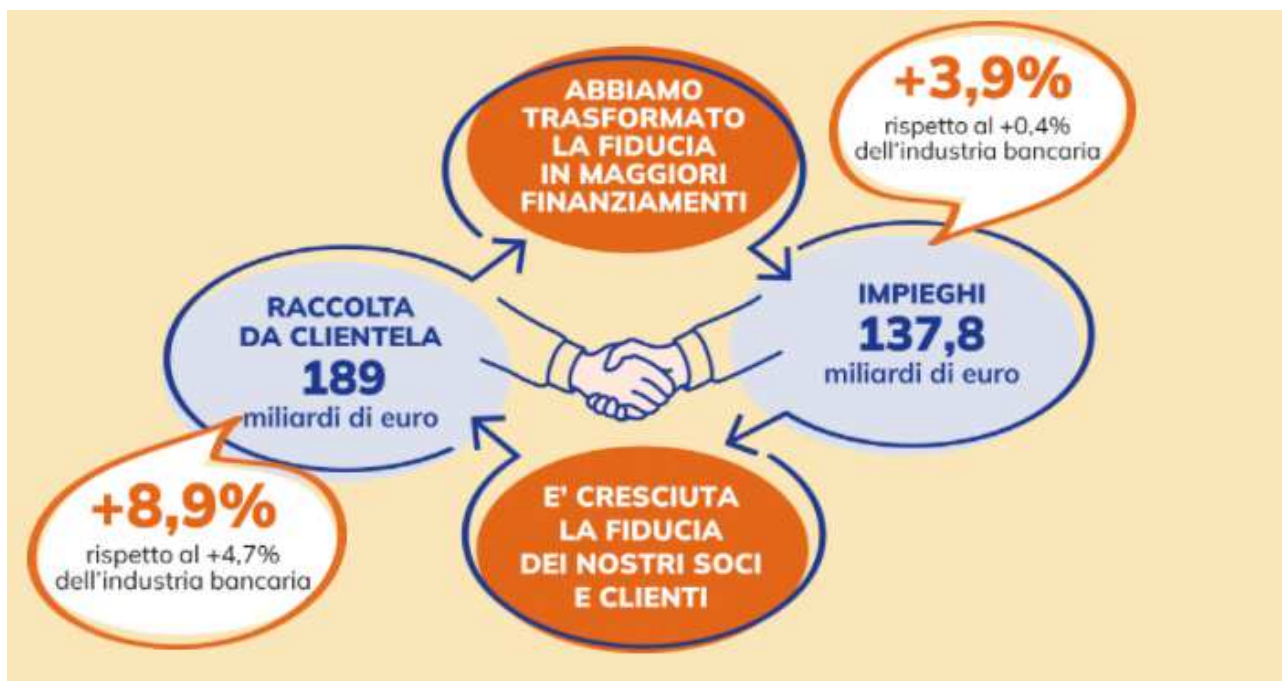 ABBIAMO
TRASFORMATO
LA FIDUCIA
IN MAGGIORI
FINANZIAMENTI
+3,9%
rispetto al +0,4%
dell'industria bancaria
RACCOLTA
DA CLIENTELA
189
miliardi di euro
IMPIEGHI
137,8
miliardi di euro
+8,9%
rispetto al +4,7%
dell'industria bancaria
E' CRESCIUTA
LA FIDUCIA
DEI NOSTRI SOCI
E CLIENTI